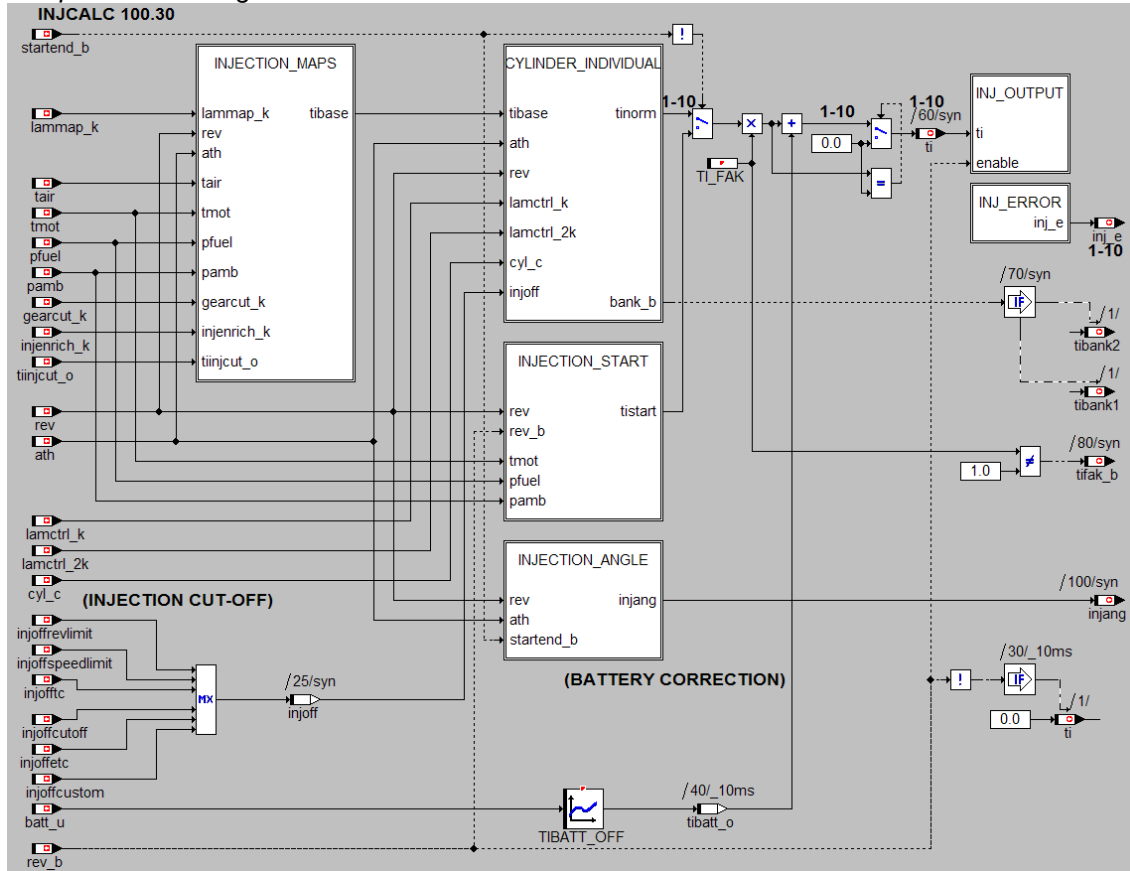 INJCALC 100.30
startend_b
!
INJECTION_MAPS
lammap_k
tibase
rev
ath
tair
tmot
pfuel
pamb
gearcut_k
injenrich_k
tiinjcut_o
lammap_k
tair
tmot
pfuel
pamb
gearcut_k
injenrich_k
tiinjcut_o
rev
ath
CYLINDER_INDIVIDUAL
tibase
tinorm
ath
rev
lamctrl_k
lamctrl_2k
cyl_c
injoff
bank_b
1-10
×
TI_FAK
+
1-10
0.0
=
1-10
/60/syn
ti
INJ_OUTPUT
ti
enable
INJ_ERROR
inj_e
inj_e
1-10
/70/syn
IF
/1/
tibank2
/1/
tibank1
INJECTION_START
rev
tistart
rev_b
tmot
pfuel
pamb
1.0
≠
/80/syn
tifak_b
lamctrl_k
lamctrl_2k
cyl_c
INJECTION_ANGLE
rev
injang
ath
startend_b
/100/syn
injang
(INJECTION CUT-OFF)
injoffrevlimit
injoffspeedlimit
injofftc
injoffcutoff
injoffetc
injoffcustom
MX
/25/syn
injoff
(BATTERY CORRECTION)
!
/30/_10ms
IF
/1/
0.0
ti
batt_u
TIBATT_OFF
/40/_10ms
tibatt_o
rev_b